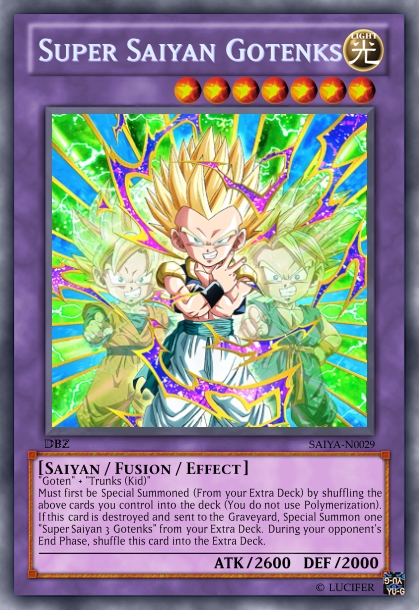 SUPER SAIYAN GOTENKS
LIGHT
光
DBZ
SAIYA-N0029
[SAIYAN / FUSION / EFFECT]
"Goten" + "Trunks (Kid)"
Must first be Special Summoned (From your Extra Deck) by shuffling the
above cards you control into the deck (You do not use Polymerization).
If this card is destroyed and sent to the Graveyard, Special Summon one
"Super Saiyan 3 Gotenks" from your Extra Deck. During your opponent's
End Phase, shuffle this card into the Extra Deck.
ATK/2600 DEF/2000
© LUCIFER